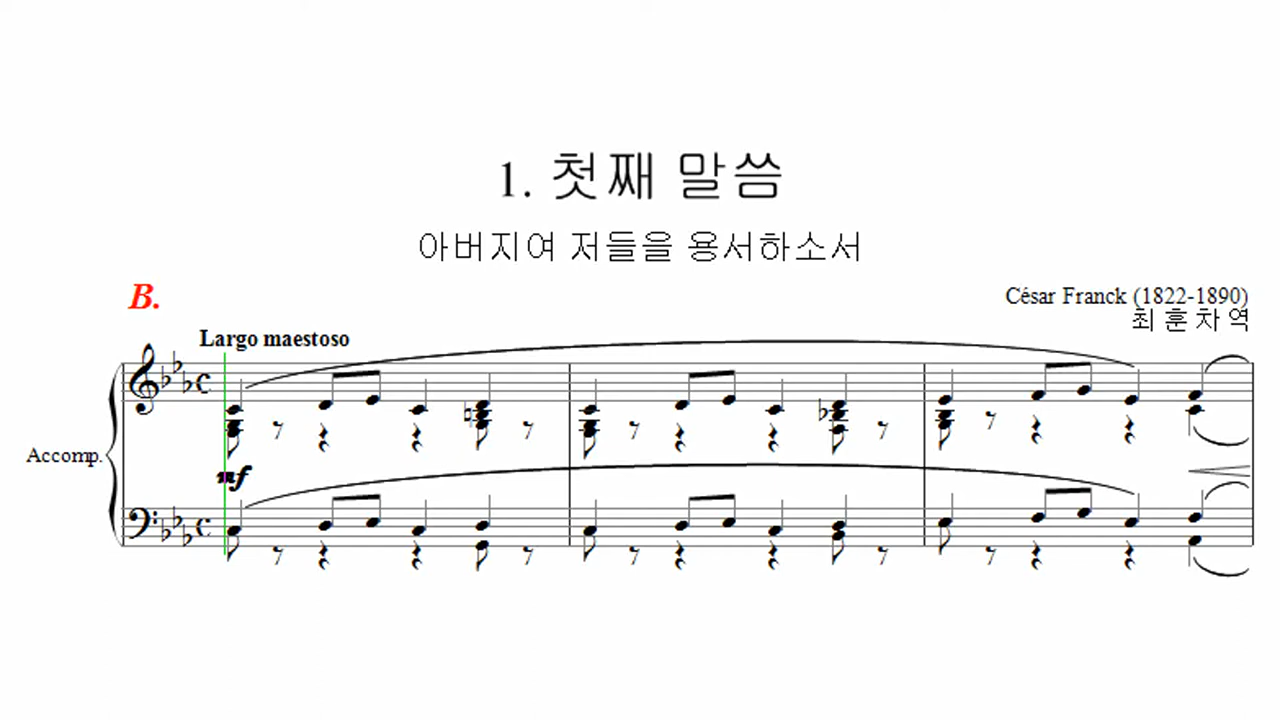 1. 첫째 말씀
아버지여 저들을 용서하소서
B.
César Franck (1822-1890)
최 훈 차 역
Largo maestoso
Accomp.
mf